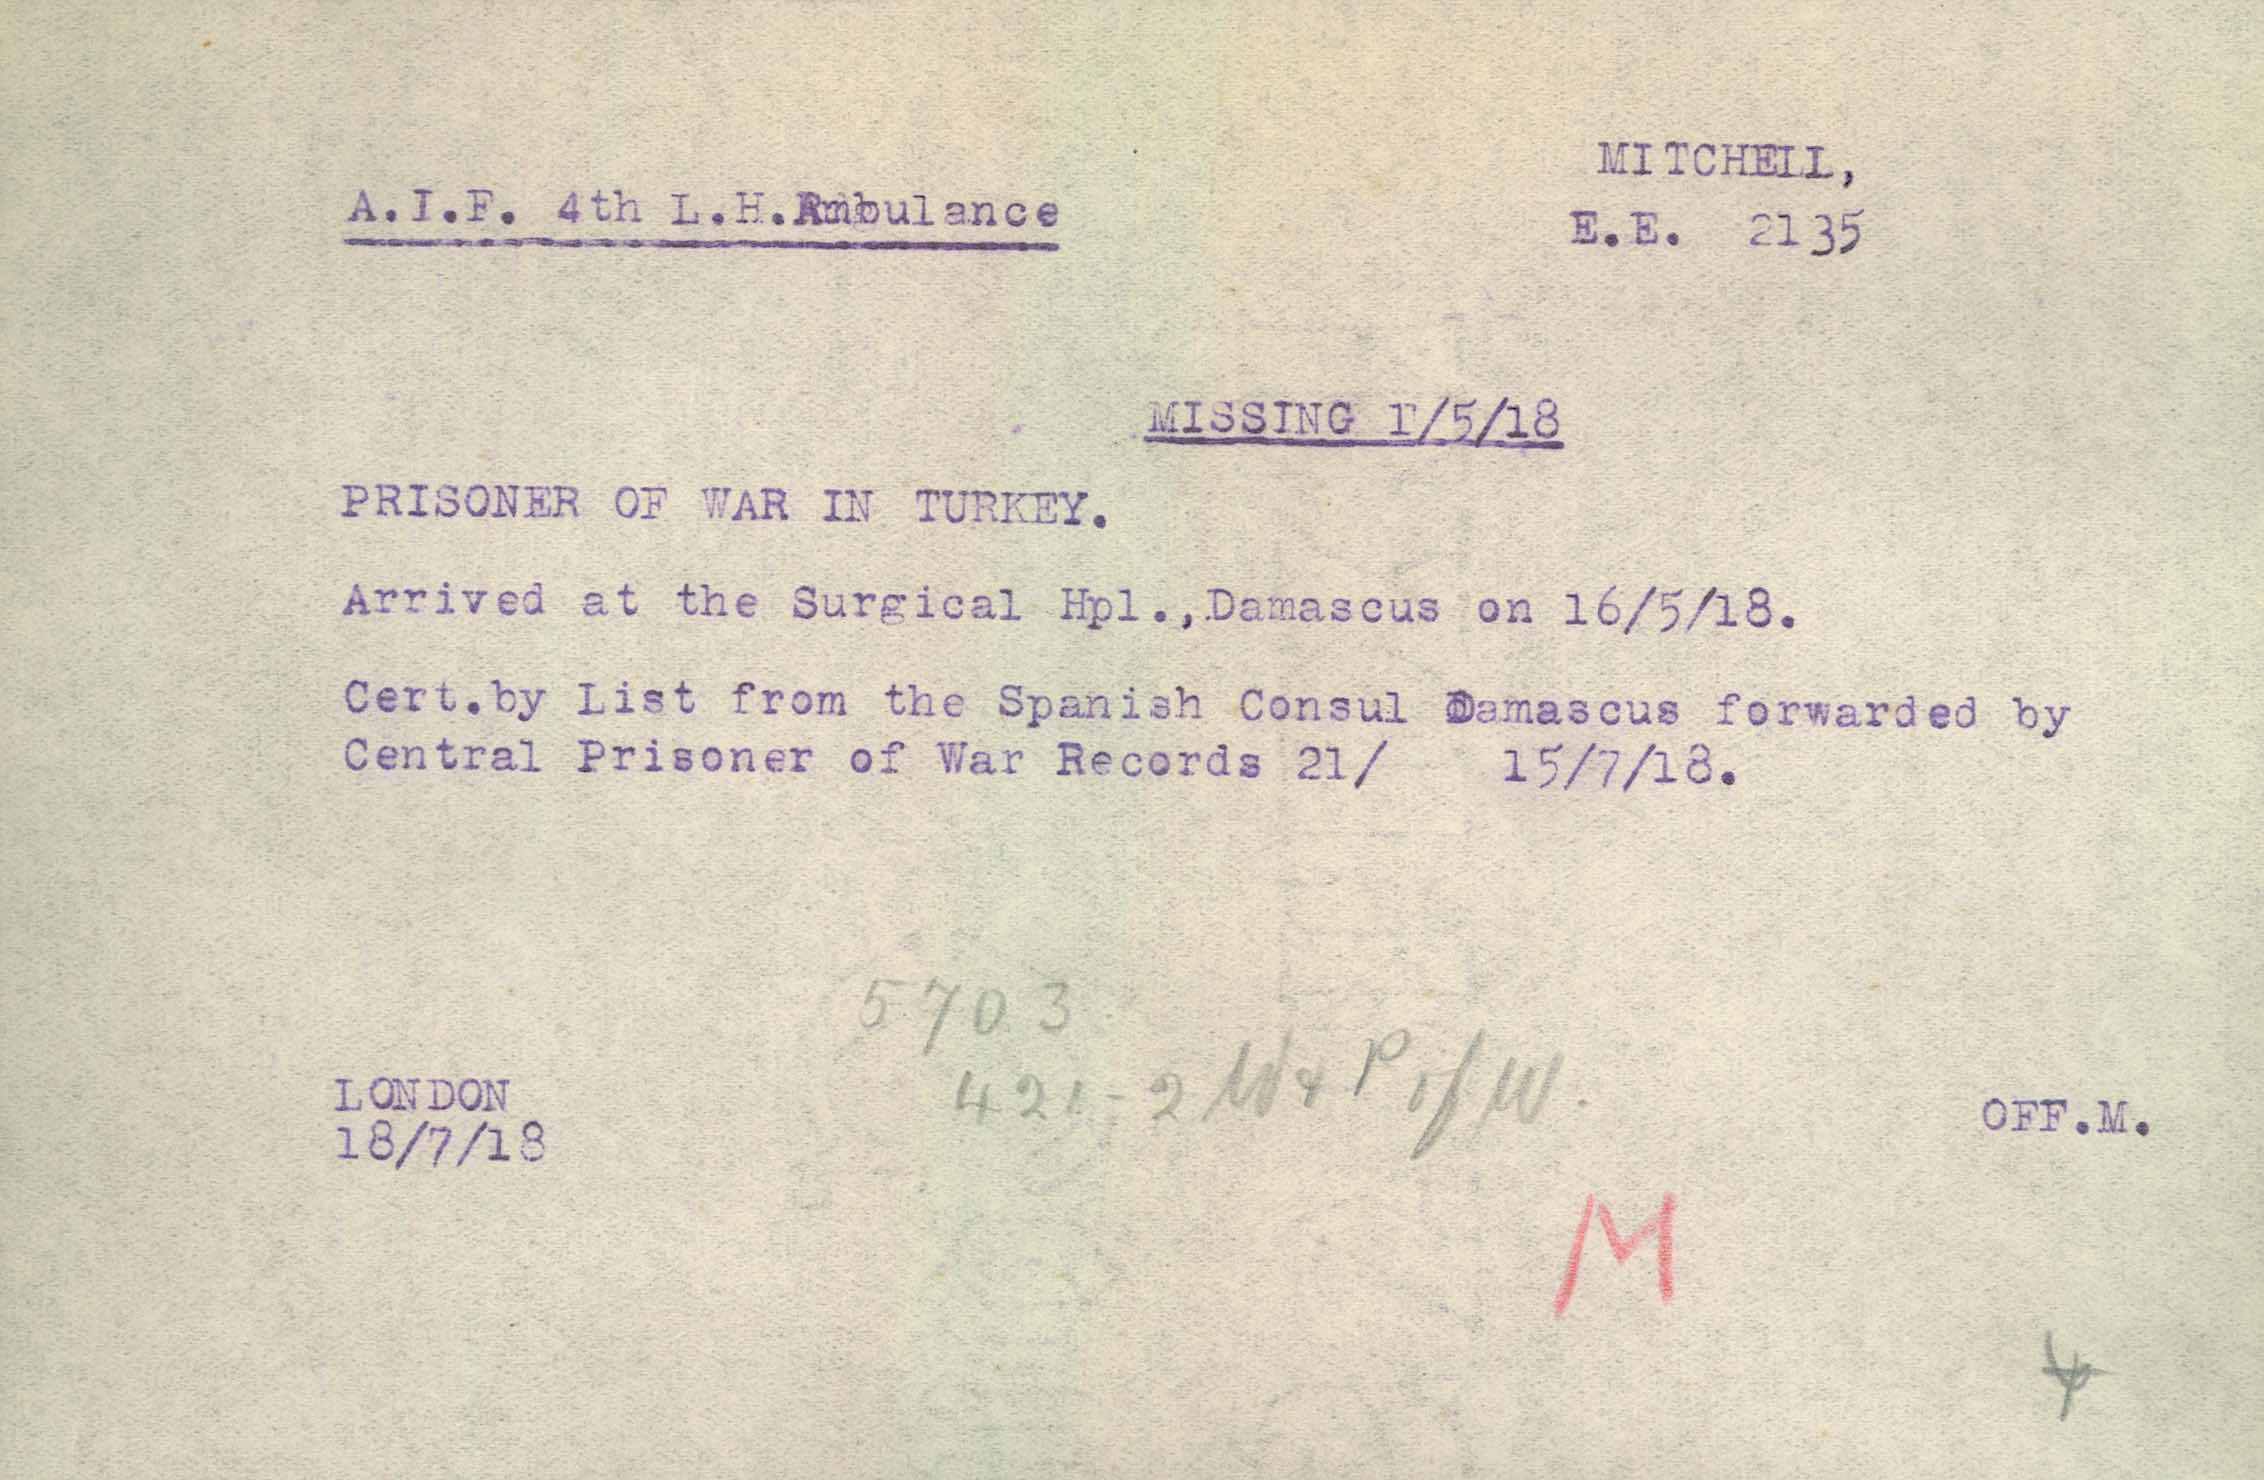 MITCHELL,
A.I.F. 4th L.H.Ambulance
E.E. 2135
MISSING 1/5/18
PRISONER OF WAR IN TURKEY.
Arrived at the Surgical Hpl.,Damascus on 16/5/18.
Cert.by List from the Spanish Consul Damascus forwarded by
Central Prisoner of War Records 21/ 15/7/18.
5703
421-2 W & P of W.
LONDON
18/7/18
OFF.M.
M
4